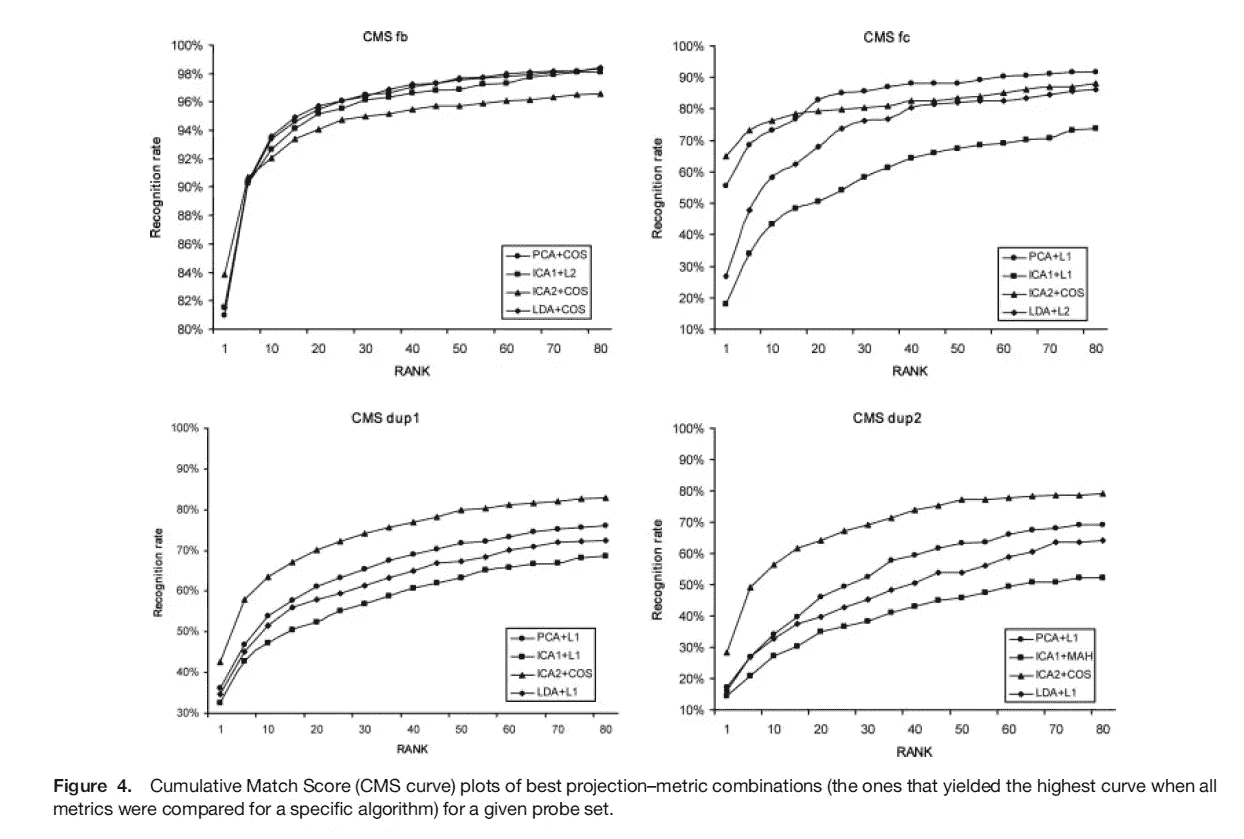 CMS fb
100%
98%
96%
94%
92%
90%
88%
86%
84%
82%
80%
Recognition rate
PCA+COS
ICA1+L2
ICA2+COS
LDA+COS
1 10 20 30 40 50 60 70 80
RANK
CMS fc
100%
90%
80%
70%
60%
50%
40%
30%
20%
10%
Recognition rate
PCA+L1
ICA1+L1
ICA2+COS
LDA+L2
1 10 20 30 40 50 60 70 80
RANK
CMS dup1
100%
90%
80%
70%
60%
50%
40%
30%
Recognition rate
PCA+L1
ICA1+L1
ICA2+COS
LDA+L1
1 10 20 30 40 50 60 70 80
RANK
CMS dup2
100%
90%
80%
70%
60%
50%
40%
30%
20%
10%
Recognition rate
PCA+L1
ICA1+MAH
ICA2+COS
LDA+L1
1 10 20 30 40 50 60 70 80
RANK
Figure 4. Cumulative Match Score (CMS curve) plots of best projection–metric combinations (the ones that yielded the highest curve when all
metrics were compared for a specific algorithm) for a given probe set.